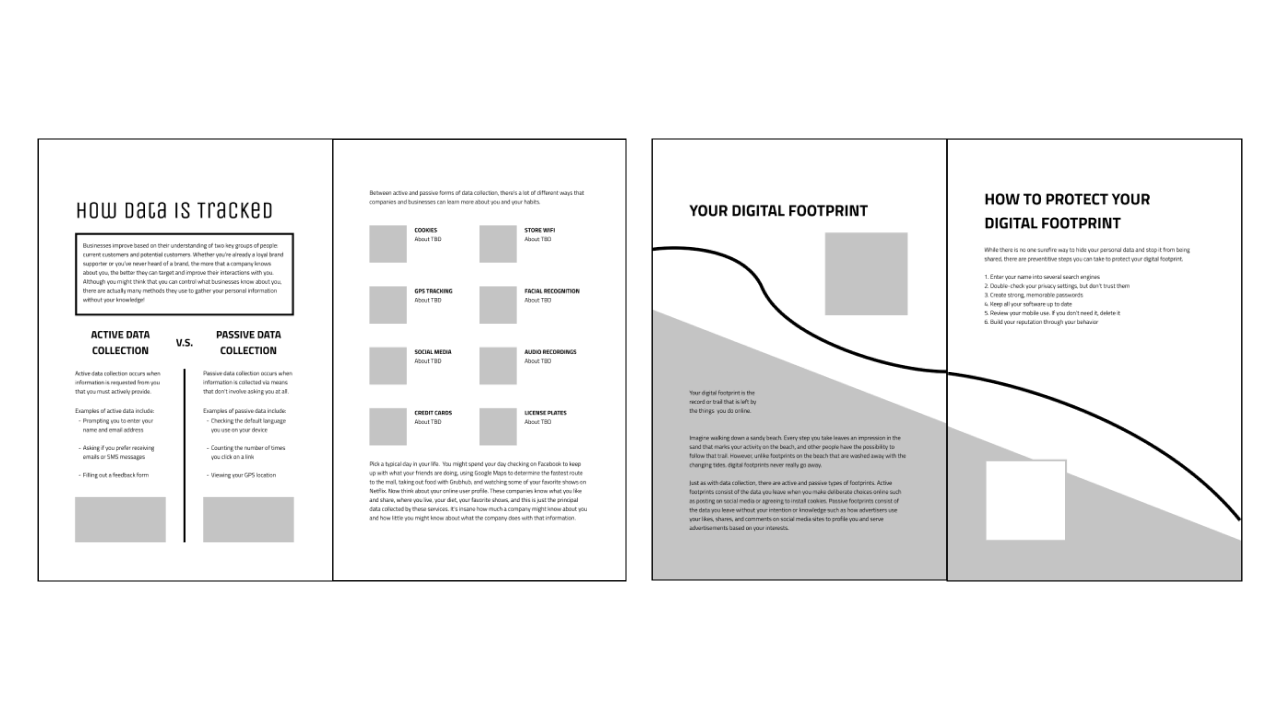 How Data Is Tracked
Businesses improve based on their understanding of two key groups of people:
current customers and potential customers. Whether you're already a loyal brand
supporter or you've never heard of a brand, the more that a company knows
about you, the better they can target and improve their interactions with you.
Although you might think that you can control what businesses know about you,
there are actually many methods they use to gather your personal information
without your knowledge!
ACTIVE DATA
COLLECTION
V.S.
PASSIVE DATA
COLLECTION
Active data collection occurs when
information is requested from you
that you must actively provide.
Examples of active data include:
- Prompting you to enter your
name and email address
- Asking if you prefer receiving
emails or SMS messages
- Filling out a feedback form
Passive data collection occurs when
information is collected via means
that don't involve asking you at all.
Examples of passive data include:
- Checking the default language
you use on your device
- Counting the number of times
you click on a link
- Viewing your GPS location
Between active and passive forms of data collection, there's a lot of different ways that
companies and businesses can learn more about you and your habits.
COOKIES
About TBD
STORE WIFI
About TBD
GPS TRACKING
About TBD
FACIAL RECOGNITION
About TBD
SOCIAL MEDIA
About TBD
AUDIO RECORDINGS
About TBD
CREDIT CARDS
About TBD
LICENSE PLATES
About TBD
Pick a typical day in your life. You might spend your day checking on Facebook to keep
up with what your friends are doing, using Google Maps to determine the fastest route
to the mall, taking out food with Grubhub, and watching some of your favorite shows on
Netflix. Now think about your online user profile. These companies know what you like
and share, where you live, your diet, your favorite shows, and this is just the principal
data collected by these services. It's insane how much a company might know about you
and how little you might know about what the company does with that information.
YOUR DIGITAL FOOTPRINT
Your digital footprint is the
record or trail that is left by
the things you do online.
Imagine walking down a sandy beach. Every step you take leaves an impression in the
sand that marks your activity on the beach, and other people have the possibility to
follow that trail. However, unlike footprints on the beach that are washed away with the
changing tides, digital footprints never really go away.
Just as with data collection, there are active and passive types of footprints. Active
footprints consist of the data you leave when you make deliberate choices online such
as posting on social media or agreeing to install cookies. Passive footprints consist of
the data you leave without your intention or knowledge such as how advertisers use
your likes, shares, and comments on social media sites to profile you and serve
advertisements based on your interests.
HOW TO PROTECT YOUR
DIGITAL FOOTPRINT
While there is no one surefire way to hide your personal data and stop it from being
shared, there are preventitive steps you can take to protect your digital footprint.
1. Enter your name into several search engines
2. Double-check your privacy settings, but don't trust them
3. Create strong, memorable passwords
4. Keep all your software up to date
5. Review your mobile use. If you don't need it, delete it
6. Build your reputation through your behavior